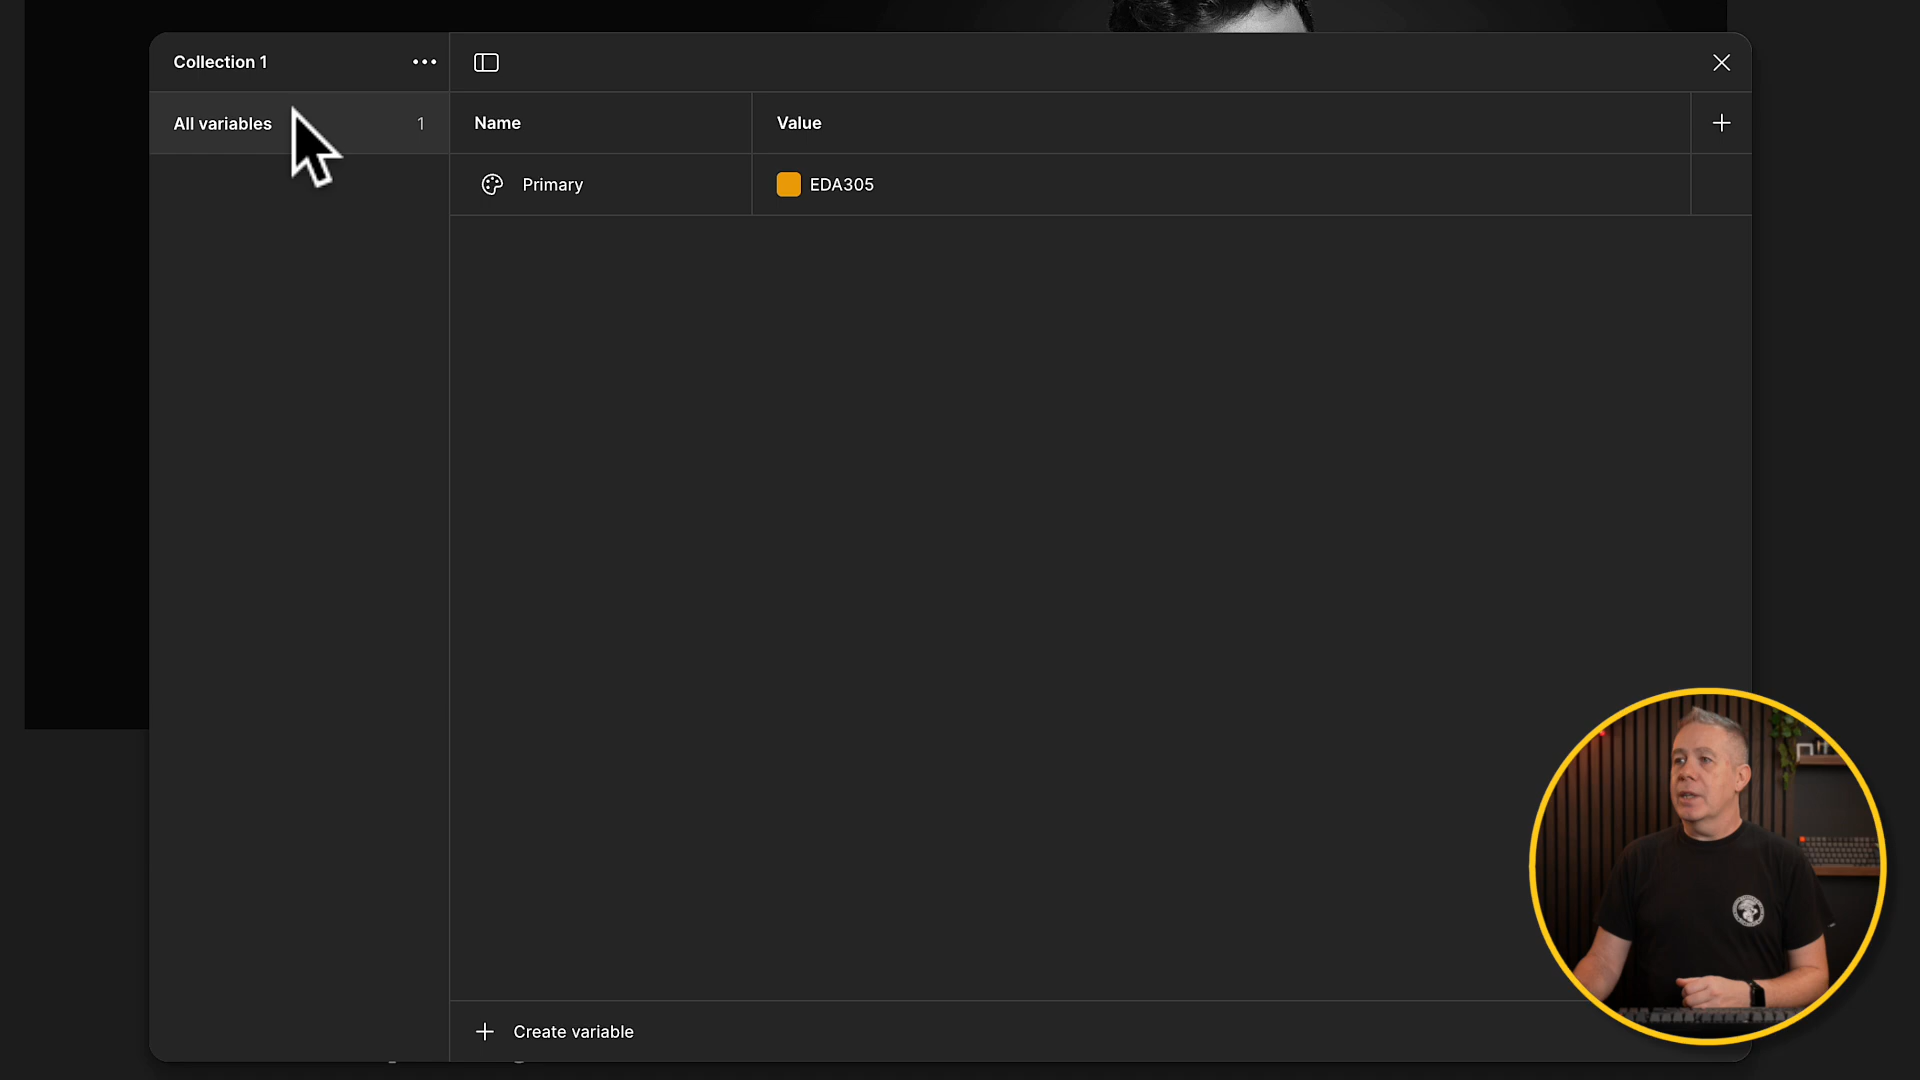 Collection 1
All variables 1
Name Value
Primary EDA305
Create variable